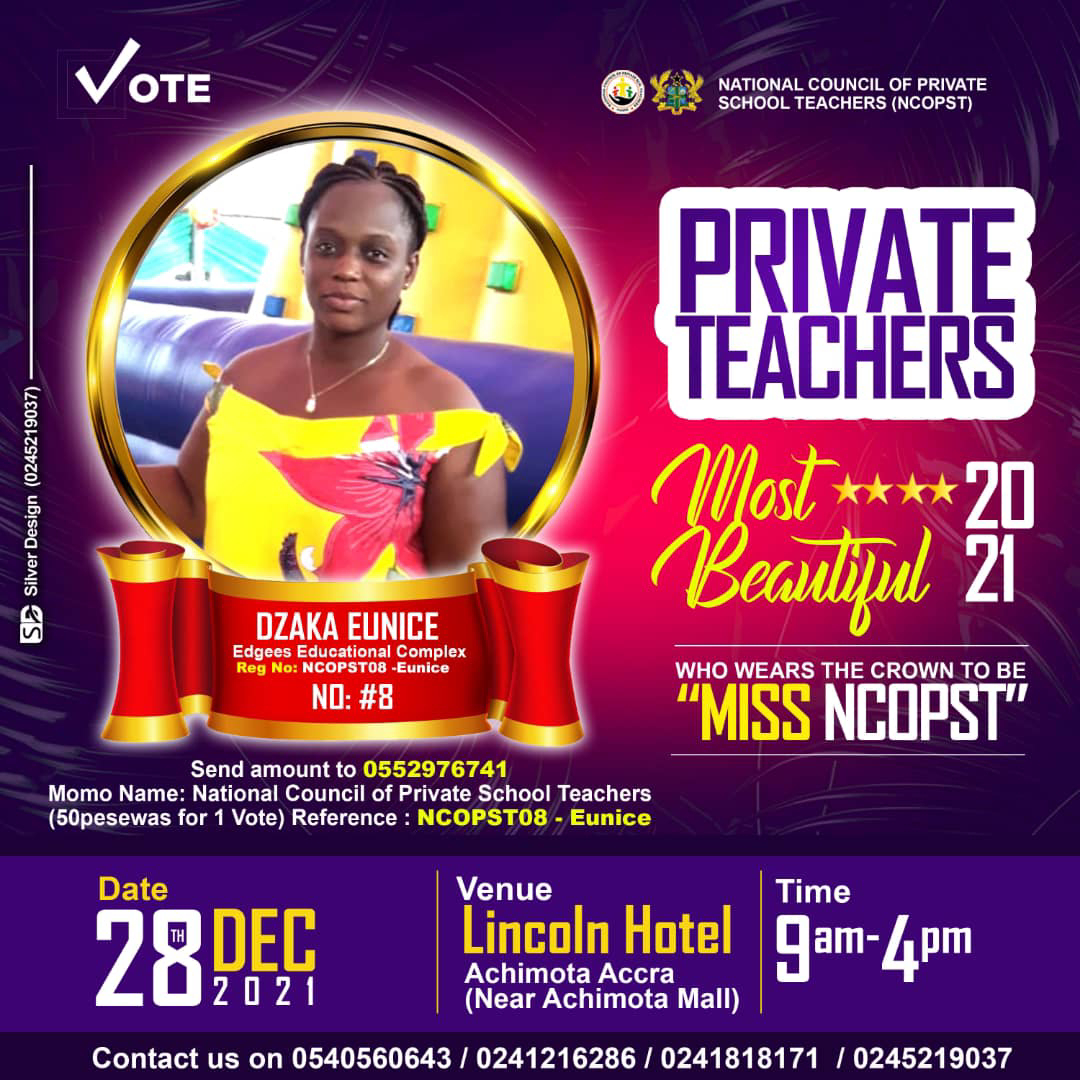 VOTE
NATIONAL COUNCIL OF PRIVATE
SCHOOL TEACHERS (NCOPST)
PRIVATE
TEACHERS
Most
Beautiful
20
21
WHO WEARS THE CROWN TO BE
“MISS NCOPST”
SD Silver Design (0245219037)
DZAKA EUNICE
Edgees Educational Complex
Reg No: NCOPST08 -Eunice
NO: #8
Send amount to 0552976741
Momo Name: National Council of Private School Teachers
(50pesewas for 1 Vote) Reference : NCOPST08 - Eunice
Date
28TH DEC
2021
Venue
Lincoln Hotel
Achimota Accra
(Near Achimota Mall)
Time
9am-4pm
Contact us on 0540560643 / 0241216286 / 0241818171 / 0245219037